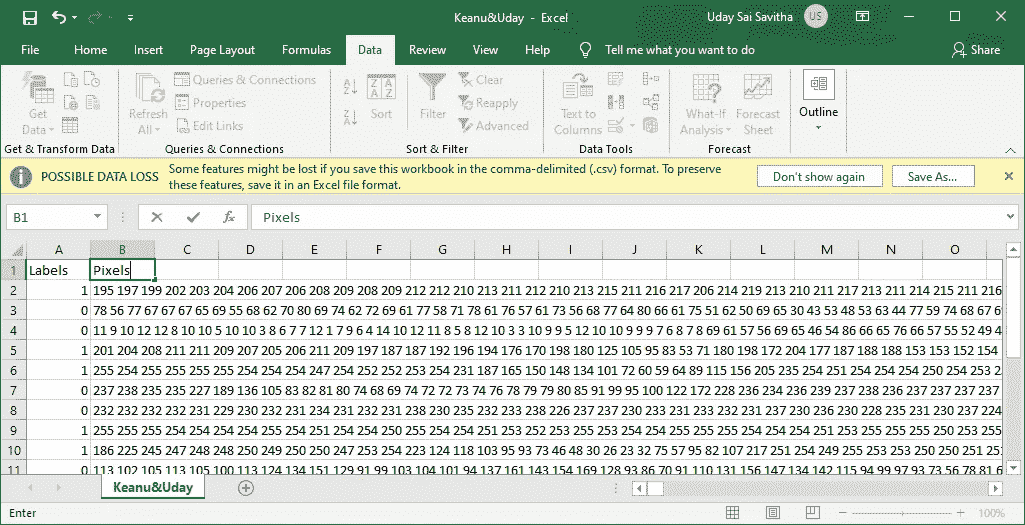 Keanu&Uday - Excel
Uday Sai Savitha US
File Home Insert Page Layout Formulas Data Review View Help Tell me what you want to do Share
Get Data
Refresh All
Queries & Connections
Properties
Edit Links
Sort
Filter
Clear
Reapply
Advanced
Text to Columns
What-If Analysis
Forecast Sheet
Outline
Get & Transform Data Queries & Connections Sort & Filter Data Tools Forecast
POSSIBLE DATA LOSS Some features might be lost if you save this workbook in the comma-delimited (.csv) format. To preserve
these features, save it in an Excel file format.
Don't show again Save As...
B1 fx Pixels
A B C D E F G H I J K L M N O
1 Labels Pixels
2 1 195 197 199 202 203 204 206 207 206 208 209 212 212 210 213 211 212 210 213 215 211 216 217 206 214 219 213 210 211 217 213 211 214 215 211 216
3 0 78 56 77 67 67 67 65 69 55 68 62 70 80 69 74 62 72 69 61 77 58 71 78 61 76 57 61 73 56 68 77 64 80 66 61 75 51 62 50 69 65 30 43 53 48 53 63 44 77 59 74 68 67
4 0 11 9 10 12 12 8 10 10 5 10 10 3 8 6 7 7 12 1 7 9 6 4 14 10 12 11 8 5 8 12 10 3 3 10 9 9 5 12 10 10 9 9 9 7 6 8 7 8 69 61 57 56 69 65 46 54 86 66 65 76 66 57 55 52 49
5 1 201 204 208 211 211 209 207 205 206 211 209 197 187 187 192 196 194 176 170 198 180 125 105 95 83 53 71 180 198 172 204 177 187 188 188 153 153 152 154
6 1 255 254 255 255 255 252 254 254 254 247 254 252 252 253 254 231 187 165 150 148 134 101 72 60 59 64 89 115 156 205 235 254 251 254 254 254 250 254 253
7 0 237 238 235 235 227 189 136 105 83 82 81 80 74 68 69 74 72 72 73 74 76 78 79 79 80 85 91 99 95 100 122 172 228 236 234 236 239 237 238 236 237 239 237 237 237 237
8 0 232 232 232 232 231 229 230 232 231 234 231 232 231 238 230 235 232 233 238 226 237 237 230 233 231 233 232 231 237 230 236 230 228 235 231 230 237 224
9 1 254 255 255 255 254 254 255 254 251 254 254 250 255 254 254 251 253 252 253 254 253 255 254 255 255 252 251 254 254 255 255 255 250 253 255
10 1 186 225 245 247 248 248 250 249 250 250 247 253 254 223 124 118 103 95 93 73 46 48 30 26 23 32 75 57 95 82 107 217 251 254 249 255 253 253 250 250 251
11 0 113 102 105 113 105 100 113 124 134 151 129 91 99 103 104 101 94 137 161 143 154 169 128 93 86 70 91 110 131 156 147 134 142 115 94 99 97 93 73 56 78 81
Keanu&Uday
Enter 100%